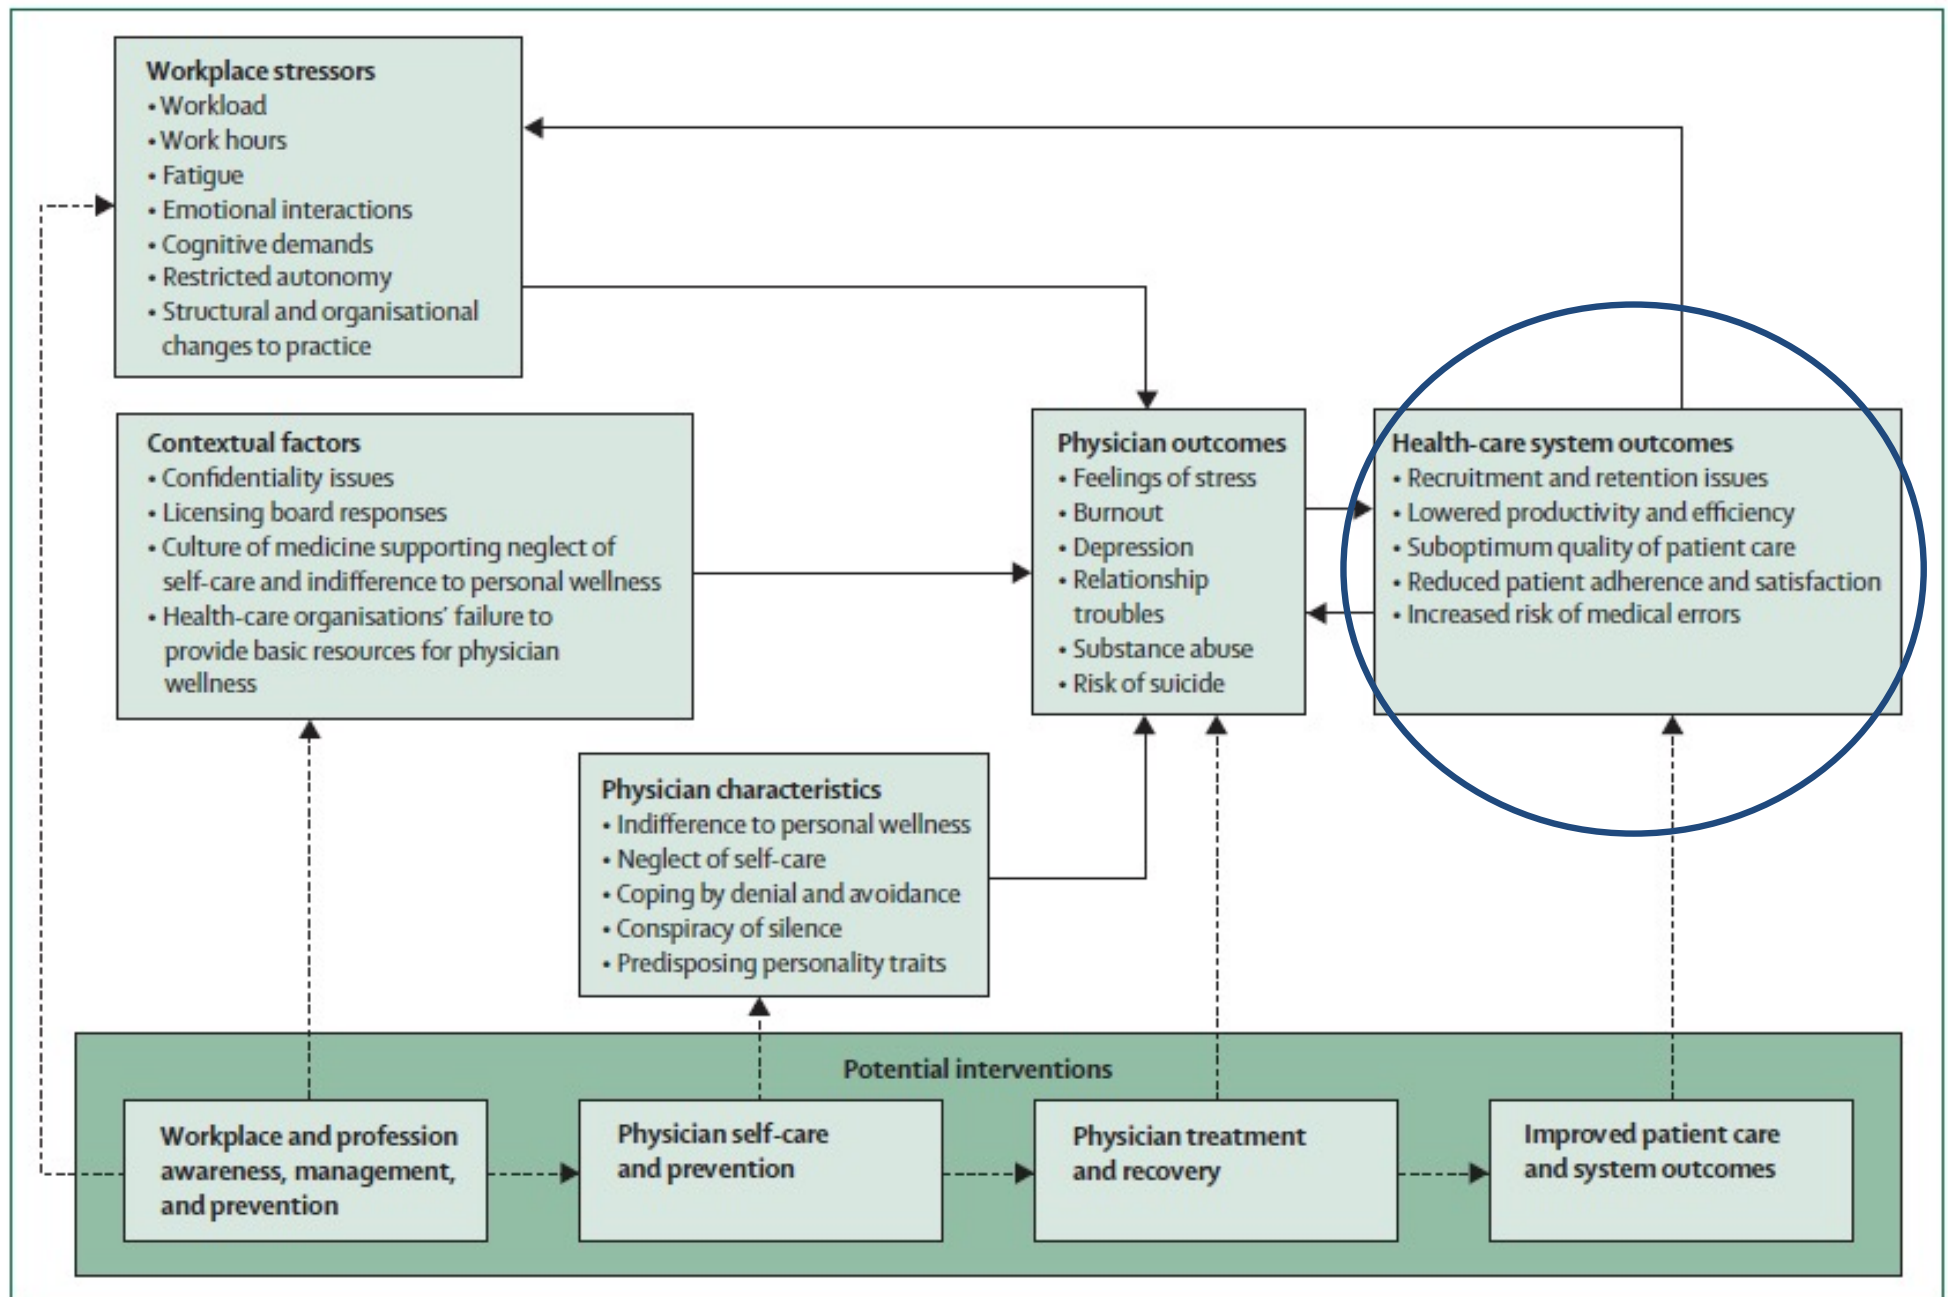 Workplace stressors
• Workload
• Work hours
• Fatigue
• Emotional interactions
• Cognitive demands
• Restricted autonomy
• Structural and organisational
changes to practice
Contextual factors
• Confidentiality issues
• Licensing board responses
• Culture of medicine supporting neglect of
self-care and indifference to personal wellness
• Health-care organisations' failure to
provide basic resources for physician
wellness
Physician outcomes
• Feelings of stress
• Burnout
• Depression
• Relationship
troubles
• Substance abuse
• Risk of suicide
Health-care system outcomes
• Recruitment and retention issues
• Lowered productivity and efficiency
• Suboptimum quality of patient care
• Reduced patient adherence and satisfaction
• Increased risk of medical errors
Physician characteristics
• Indifference to personal wellness
• Neglect of self-care
• Coping by denial and avoidance
• Conspiracy of silence
• Predisposing personality traits
Potential interventions
Workplace and profession
awareness, management,
and prevention
Physician self-care
and prevention
Physician treatment
and recovery
Improved patient care
and system outcomes